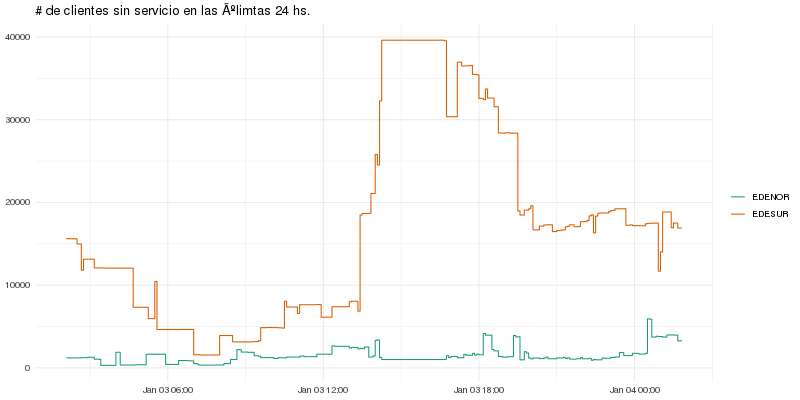 # de clientes sin servicio en las Ãºlimtas 24 hs.
40000
30000
20000
10000
0
Jan 03 06:00
Jan 03 12:00
Jan 03 18:00
Jan 04 00:00
EDENOR
EDESUR